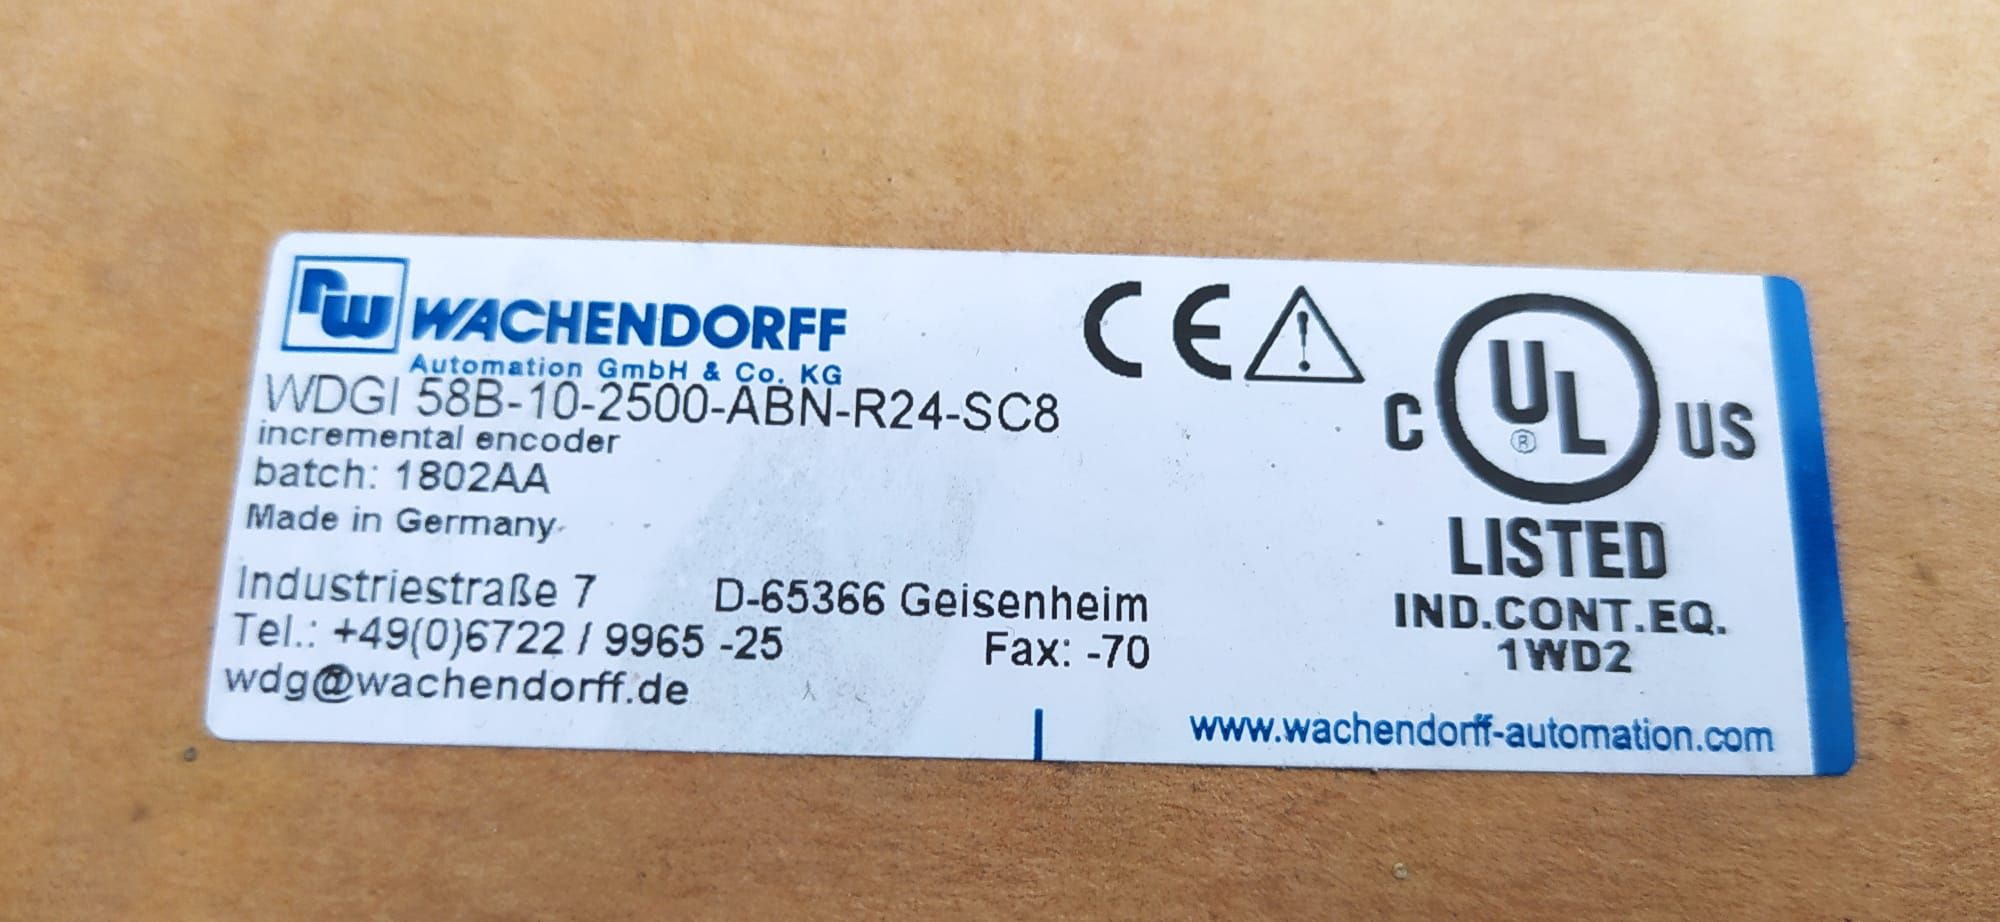 WACHENDORFF
Automation GmbH & Co. KG
WDGI 58B-10-2500-ABN-R24-SC8
incremental encoder
batch: 1802AA
Made in Germany
Industriestraße 7 D-65366 Geisenheim
Tel.: +49(0)6722 / 9965 -25 Fax: -70
wdg@wachendorff.de
CE
C UL US
®
LISTED
IND.CONT.EQ.
1WD2
www.wachendorff-automation.com